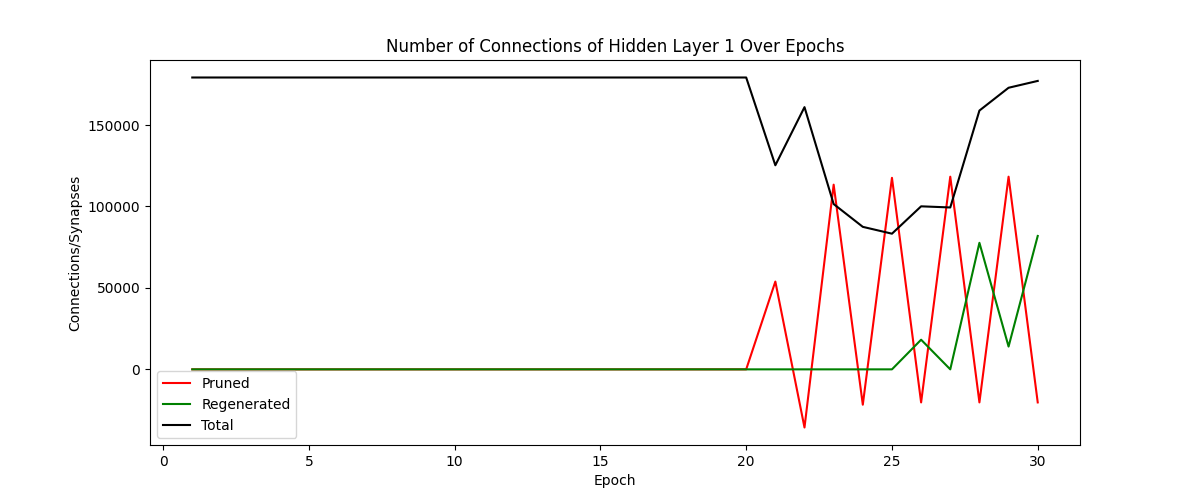 Number of Connections of Hidden Layer 1 Over Epochs
Connections/Synapses
150000
100000
50000
0
Pruned
Regenerated
Total
0 5 10 15 20 25 30
Epoch